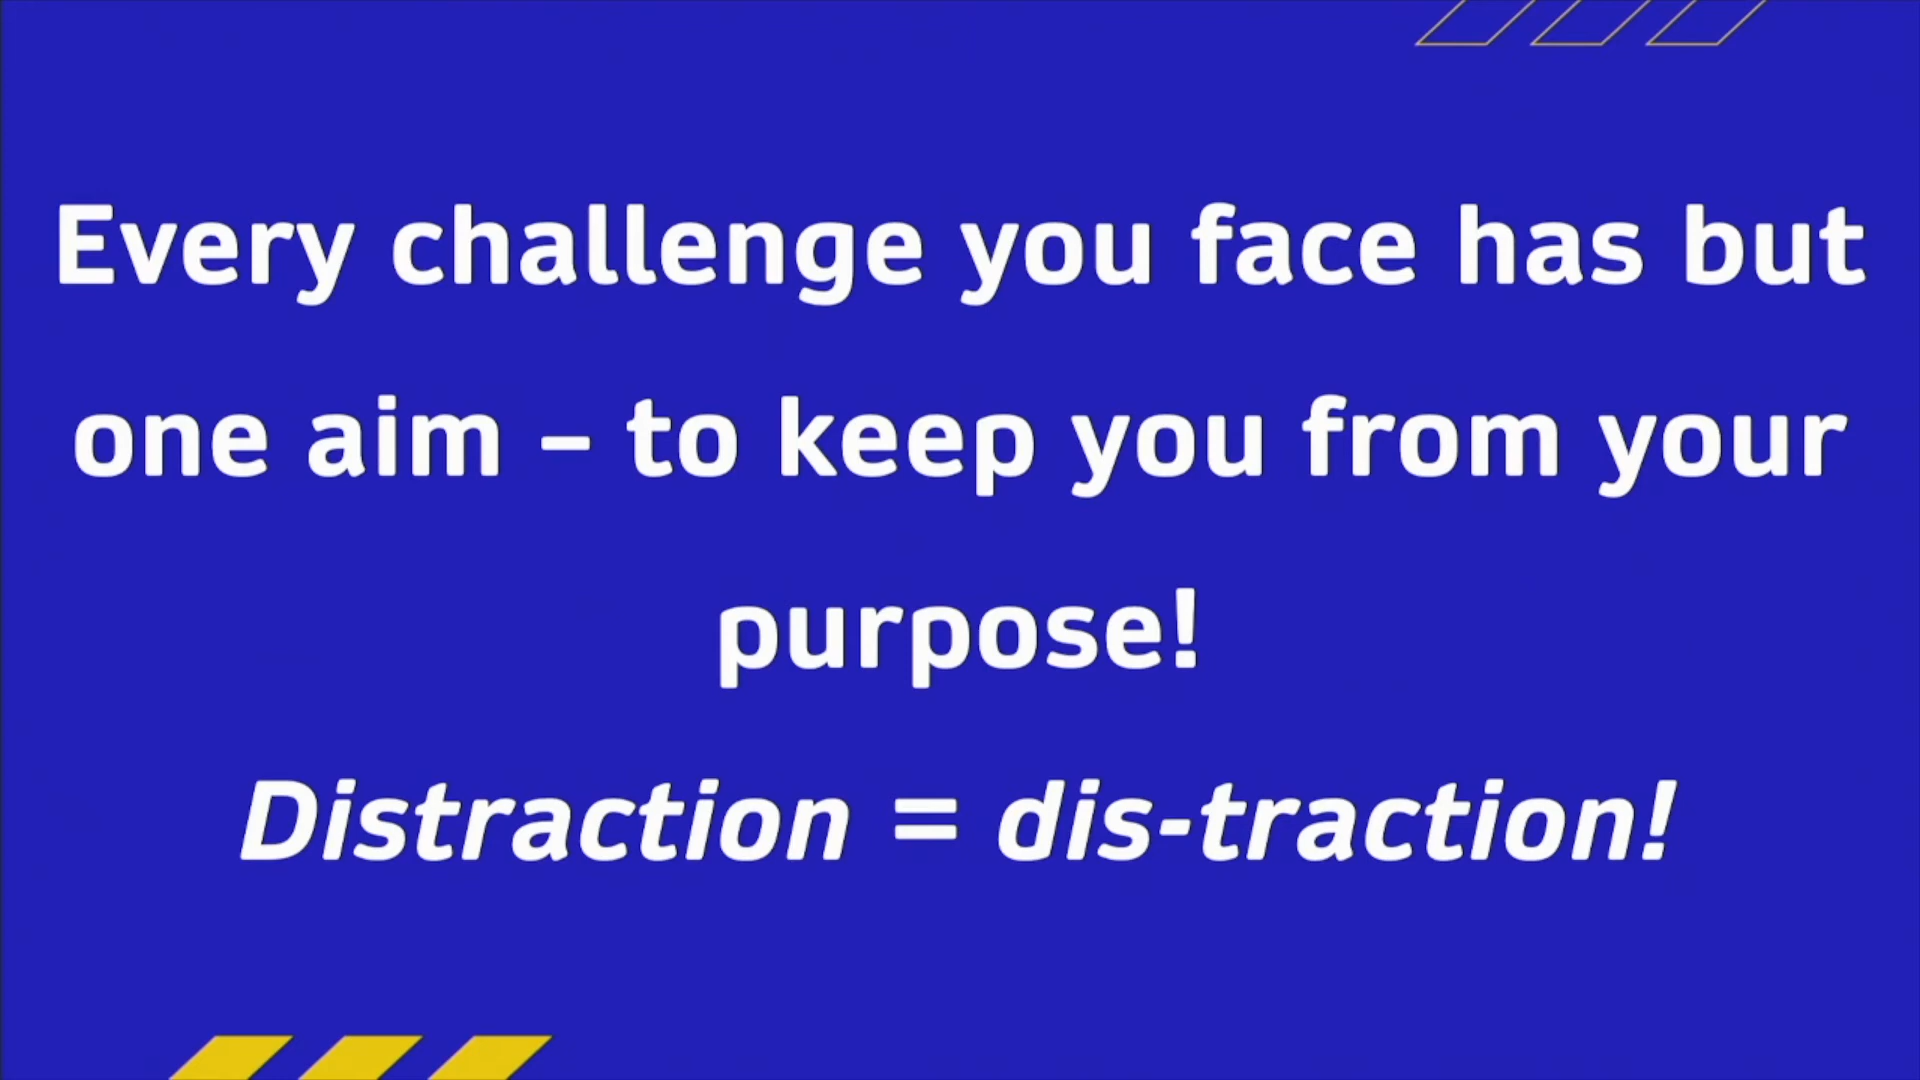 Every challenge you face has but
one aim – to keep you from your
purpose!
Distraction = dis-traction!